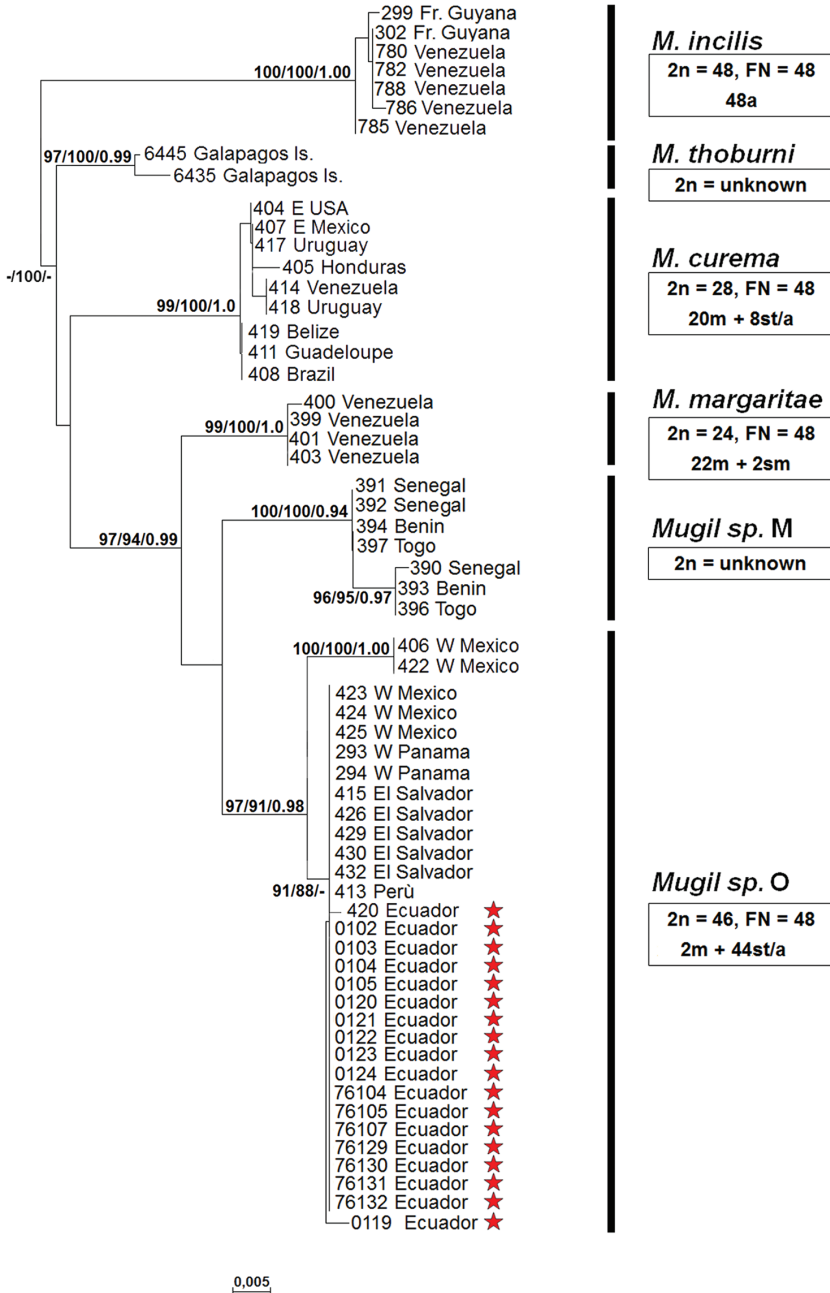 299 Fr. Guyana
302 Fr. Guyana
780 Venezuela
782 Venezuela
788 Venezuela
786 Venezuela
785 Venezuela
100/100/1.00
M. incilis
2n = 48, FN = 48
48a
6445 Galapagos Is.
6435 Galapagos Is.
97/100/0.99
M. thoburni
2n = unknown
-/100/-
404 E USA
407 E Mexico
417 Uruguay
405 Honduras
414 Venezuela
418 Uruguay
419 Belize
411 Guadeloupe
408 Brazil
99/100/1.0
M. curema
2n = 28, FN = 48
20m + 8st/a
400 Venezuela
399 Venezuela
401 Venezuela
403 Venezuela
99/100/1.0
M. margaritae
2n = 24, FN = 48
22m + 2sm
97/94/0.99
391 Senegal
392 Senegal
394 Benin
397 Togo
390 Senegal
393 Benin
396 Togo
100/100/0.94
96/95/0.97
Mugil sp. M
2n = unknown
100/100/1.00
406 W Mexico
422 W Mexico
423 W Mexico
424 W Mexico
425 W Mexico
293 W Panama
294 W Panama
415 El Salvador
426 El Salvador
429 El Salvador
430 El Salvador
432 El Salvador
413 Perù
97/91/0.98
91/88/-
420 Ecuador
0102 Ecuador
0103 Ecuador
0104 Ecuador
0105 Ecuador
0120 Ecuador
0121 Ecuador
0122 Ecuador
0123 Ecuador
0124 Ecuador
76104 Ecuador
76105 Ecuador
76107 Ecuador
76129 Ecuador
76130 Ecuador
76131 Ecuador
76132 Ecuador
0119 Ecuador
Mugil sp. O
2n = 46, FN = 48
2m + 44st/a
0,005